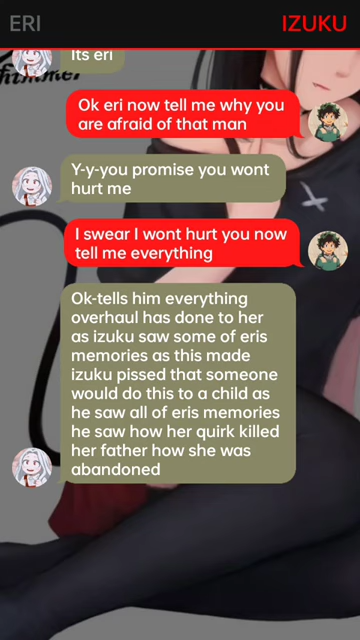 ERI
IZUKU
Its eri
Ok eri now tell me why you
are afraid of that man
Y-y-you promise you wont
hurt me
I swear I wont hurt you now
tell me everything
Ok-tells him everything
overhaul has done to her
as izuku saw some of eris
memories as this made
izuku pissed that someone
would do this to a child as
he saw all of eris memories
he saw how her quirk killed
her father how she was
abandoned